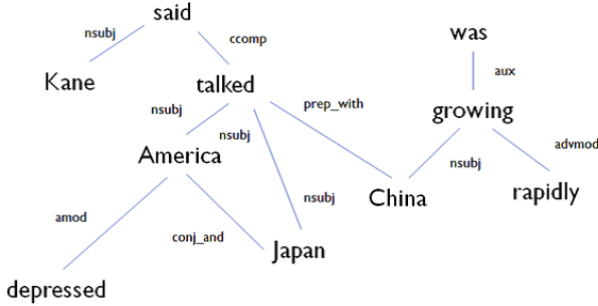 said
was
nsubj
ccomp
Kane
talked
aux
nsubj
prep_with
growing
nsubj
advmod
America
nsubj
China
rapidly
nsubj
amod
conj_and
Japan
depressed